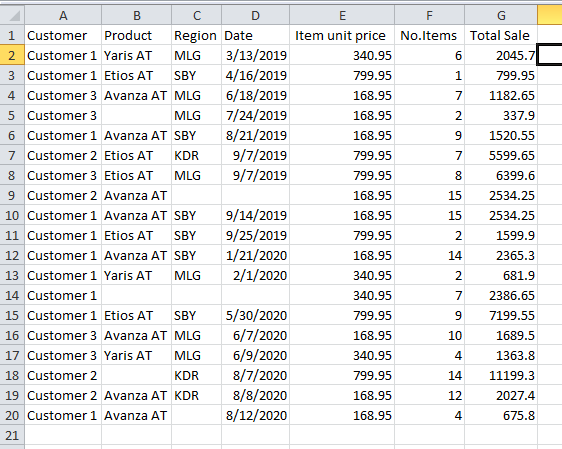 A B C D E F G
1 Customer Product Region Date Item unit price No.Items Total Sale
2 Customer 1 Yaris AT MLG 3/13/2019 340.95 6 2045.7
3 Customer 1 Etios AT SBY 4/16/2019 799.95 1 799.95
4 Customer 3 Avanza AT MLG 6/18/2019 168.95 7 1182.65
5 Customer 3 MLG 7/24/2019 168.95 2 337.9
6 Customer 1 Avanza AT SBY 8/21/2019 168.95 9 1520.55
7 Customer 2 Etios AT KDR 9/7/2019 799.95 7 5599.65
8 Customer 3 Etios AT MLG 9/7/2019 799.95 8 6399.6
9 Customer 2 Avanza AT 168.95 15 2534.25
10 Customer 1 Avanza AT SBY 9/14/2019 168.95 15 2534.25
11 Customer 1 Etios AT SBY 9/25/2019 799.95 2 1599.9
12 Customer 1 Avanza AT SBY 1/21/2020 168.95 14 2365.3
13 Customer 1 Yaris AT MLG 2/1/2020 340.95 2 681.9
14 Customer 1 340.95 7 2386.65
15 Customer 1 Etios AT SBY 5/30/2020 799.95 9 7199.55
16 Customer 3 Avanza AT MLG 6/7/2020 168.95 10 1689.5
17 Customer 3 Yaris AT MLG 6/9/2020 340.95 4 1363.8
18 Customer 2 KDR 8/7/2020 799.95 14 11199.3
19 Customer 2 Avanza AT KDR 8/8/2020 168.95 12 2027.4
20 Customer 1 Avanza AT 8/12/2020 168.95 4 675.8
21